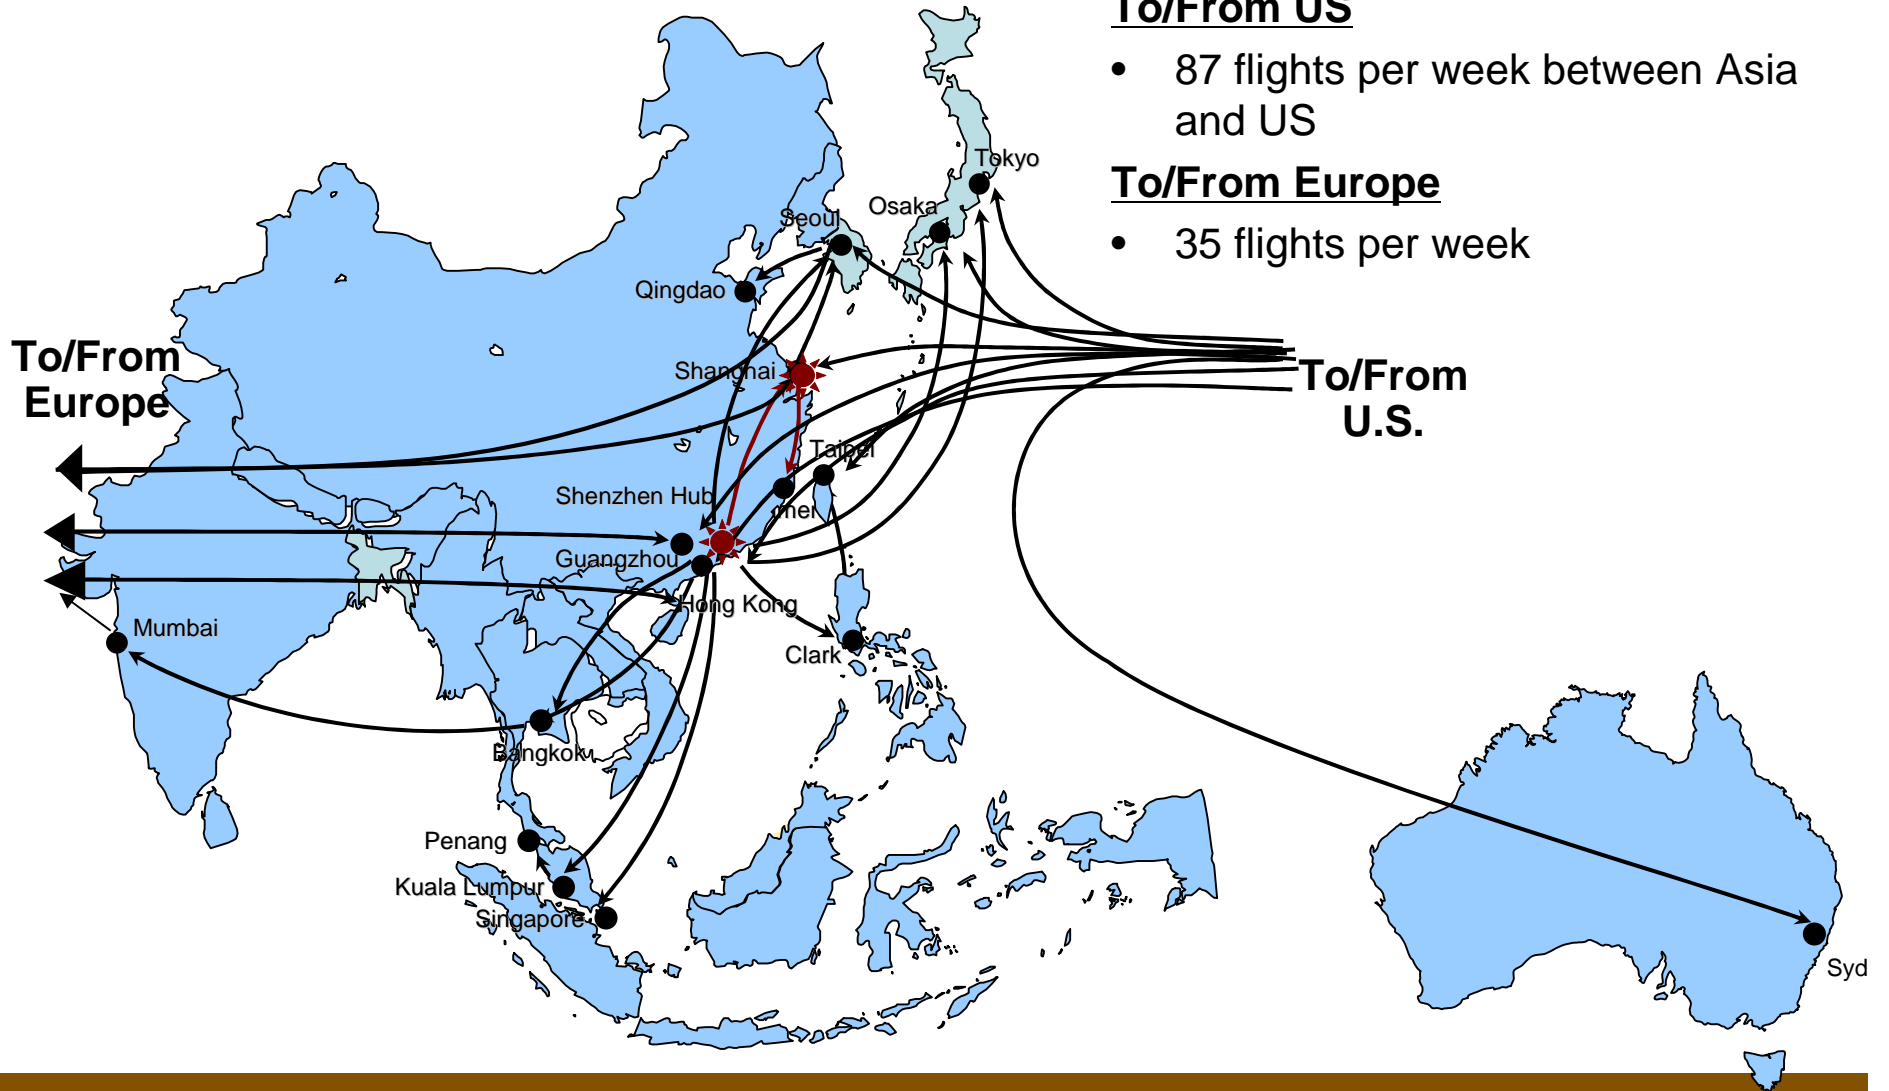 To/From US
• 87 flights per week between Asia
and US
To/From Europe
• 35 flights per week
Tokyo
Osaka
Seoul
Qingdao
To/From
Europe
Shanghai
To/From
U.S.
Taipei
Shenzhen Hub
men
Guangzhou
Hong Kong
Mumbai
Clark
Bangkok
Penang
Kuala Lumpur
Singapore
Syd